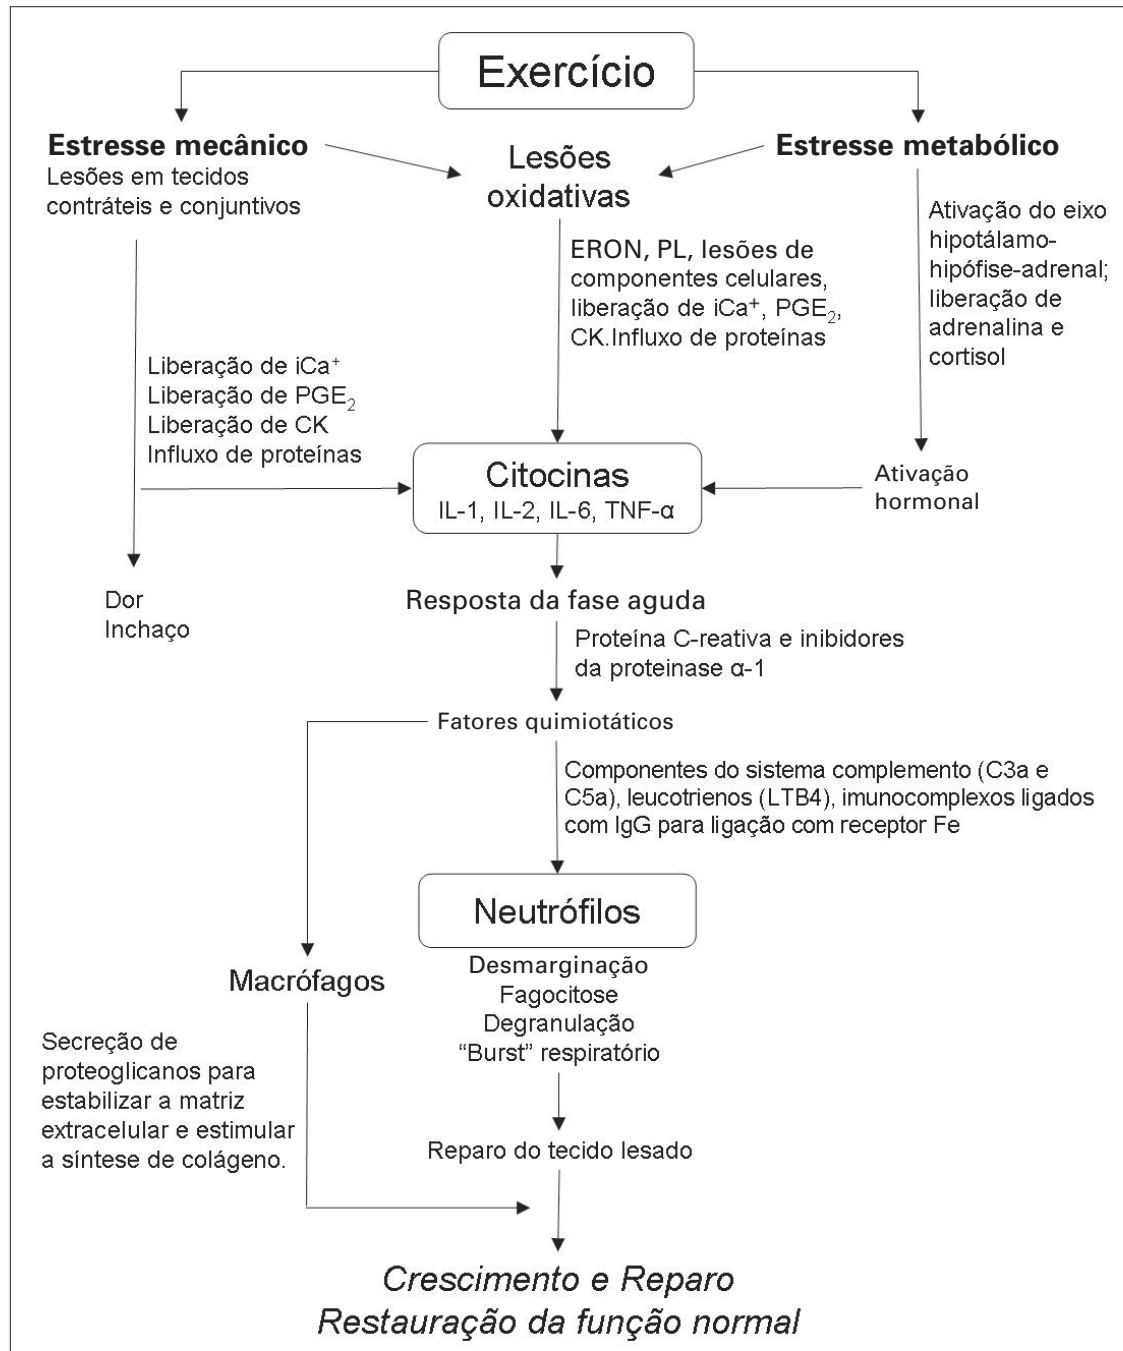 Exercício
Estresse mecânico
Lesões em tecidos
contráteis e conjuntivos
Lesões
oxidativas
Estresse metabólico
ERON, PL, lesões de
componentes celulares,
liberação de iCa⁺, PGE₂,
CK.Influxo de proteínas
Ativação do eixo
hipotálamo-
hipófise-adrenal;
liberação de
adrenalina e
cortisol
Liberação de iCa⁺
Liberação de PGE₂
Liberação de CK
Influxo de proteínas
Citocinas
IL-1, IL-2, IL-6, TNF-α
Ativação
hormonal
Dor
Inchaço
Resposta da fase aguda
Proteína C-reativa e inibidores
da proteinase α-1
Fatores quimiotáticos
Componentes do sistema complemento (C3a e
C5a), leucotrienos (LTB4), imunocomplexos ligados
com IgG para ligação com receptor Fe
Neutrófilos
Desmarginação
Fagocitose
Degranulação
“Burst” respiratório
Macrófagos
Secreção de
proteoglicanos para
estabilizar a matriz
extracelular e estimular
a síntese de colágeno.
Reparo do tecido lesado
Crescimento e Reparo
Restauração da função normal